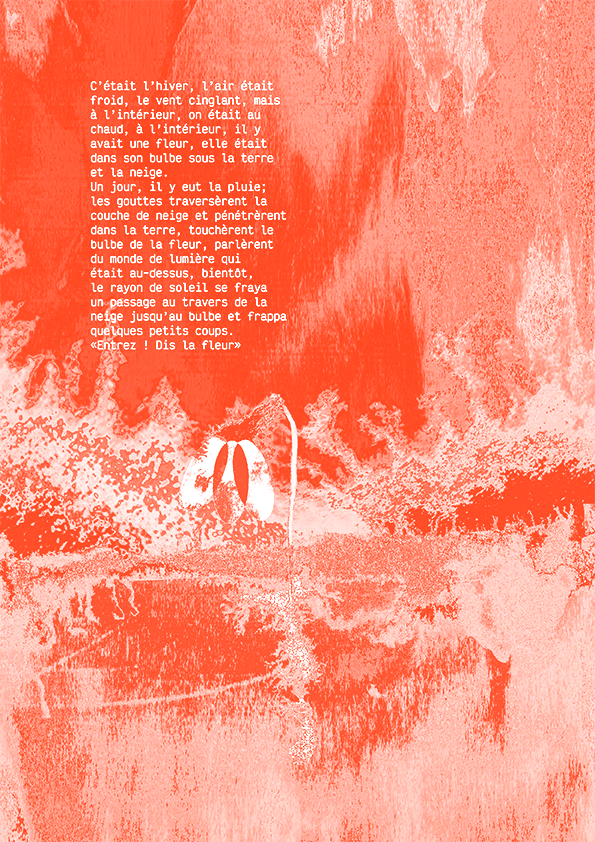 C’était l’hiver, l’air était
froid, le vent cinglant, mais
à l’intérieur, on était au
chaud, à l’intérieur, il y
avait une fleur, elle était
dans son bulbe sous la terre
et la neige.
Un jour, il y eut la pluie;
les gouttes traversèrent la
couche de neige et pénétrèrent
dans la terre, touchèrent le
bulbe de la fleur, parlèrent
du monde de lumière qui
était au-dessus, bientôt,
le rayon de soleil se fraya
un passage au travers de la
neige jusqu’au bulbe et frappa
quelques petits coups.
«Entrez ! Dis la fleur»